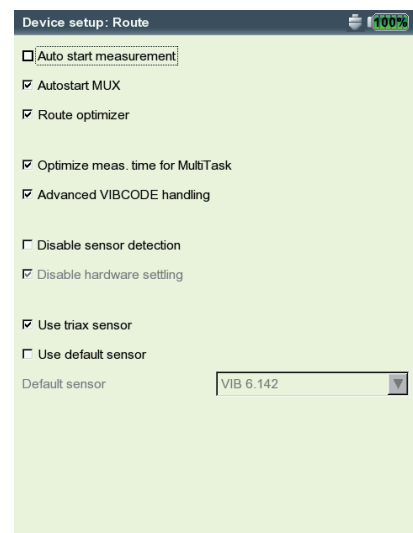 Device setup: Route 100%
Auto start measurement
Autostart MUX
Route optimizer
Optimize meas. time for MultiTask
Advanced VIBCODE handling
Disable sensor detection
Disable hardware settling
Use triax sensor
Use default sensor
Default sensor VIB 6.142